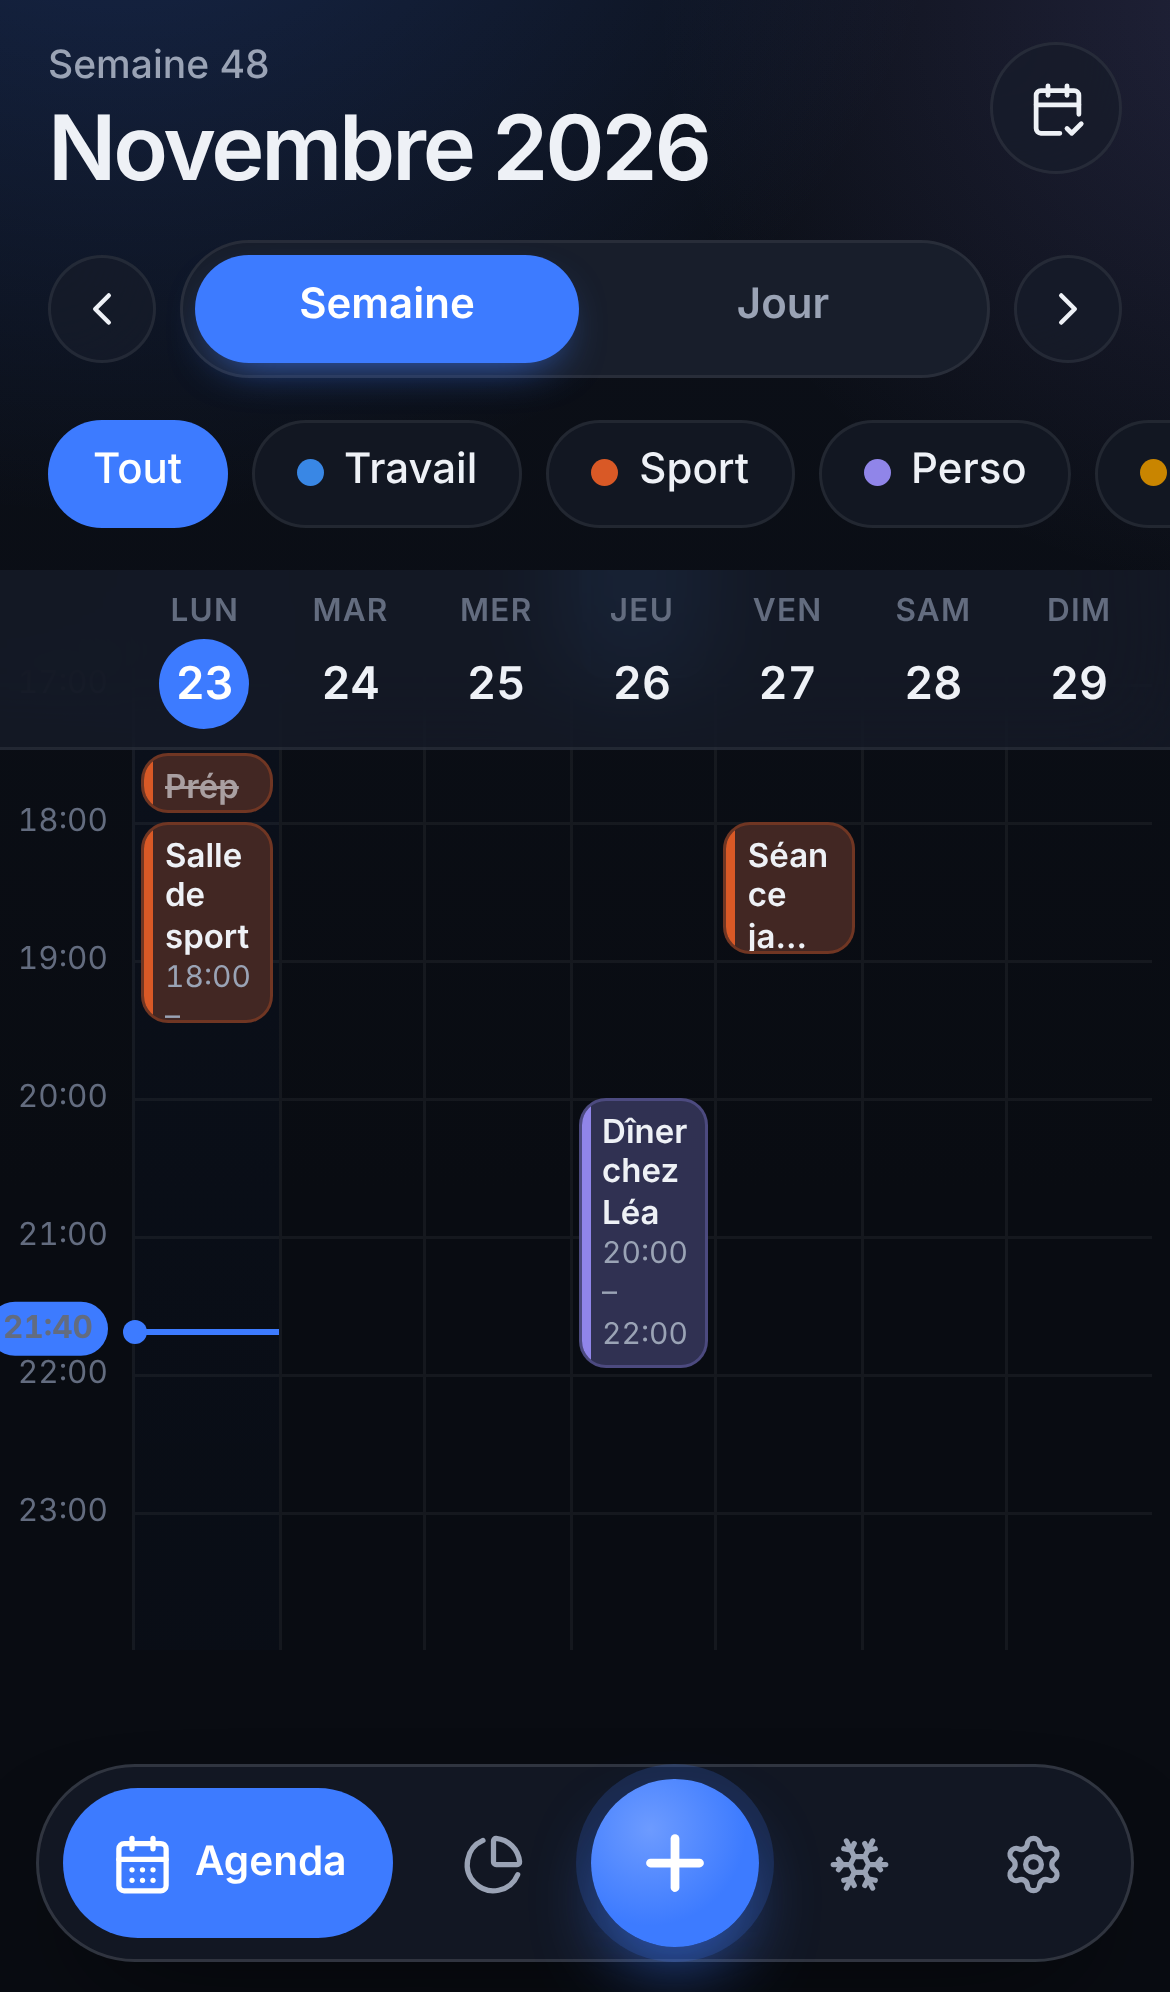 Semaine 48
Novembre 2026
Semaine
Jour
Tout
Travail
Sport
Perso
LUN MAR MER JEU VEN SAM DIM
23 24 25 26 27 28 29
Prép
18:00
Salle
de
sport
18:00
–
Séan
ce
ja...
19:00
20:00
Dîner
chez
Léa
20:00
–
22:00
21:00
21:40
22:00
23:00
Agenda